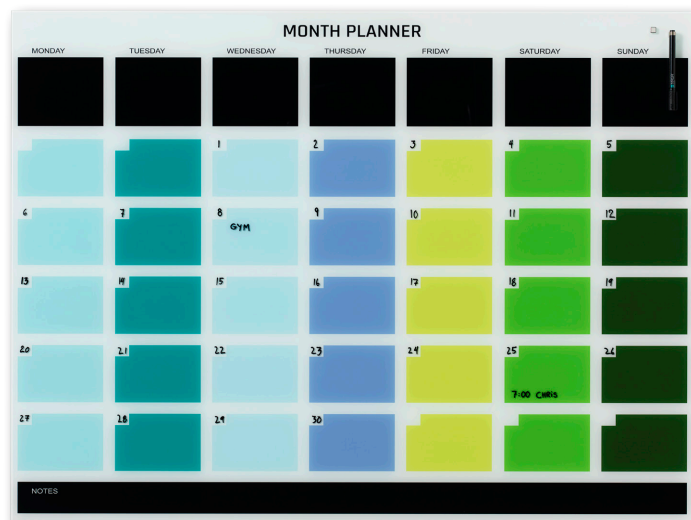 MONTH PLANNER
MONDAY TUESDAY WEDNESDAY THURSDAY FRIDAY SATURDAY SUNDAY
1 2 3 4 5
6 7 8 9 10 11 12
GYM
13 14 15 16 17 18 19
20 21 22 23 24 25 26
7:00 CHRIS
27 28 29 30
NOTES